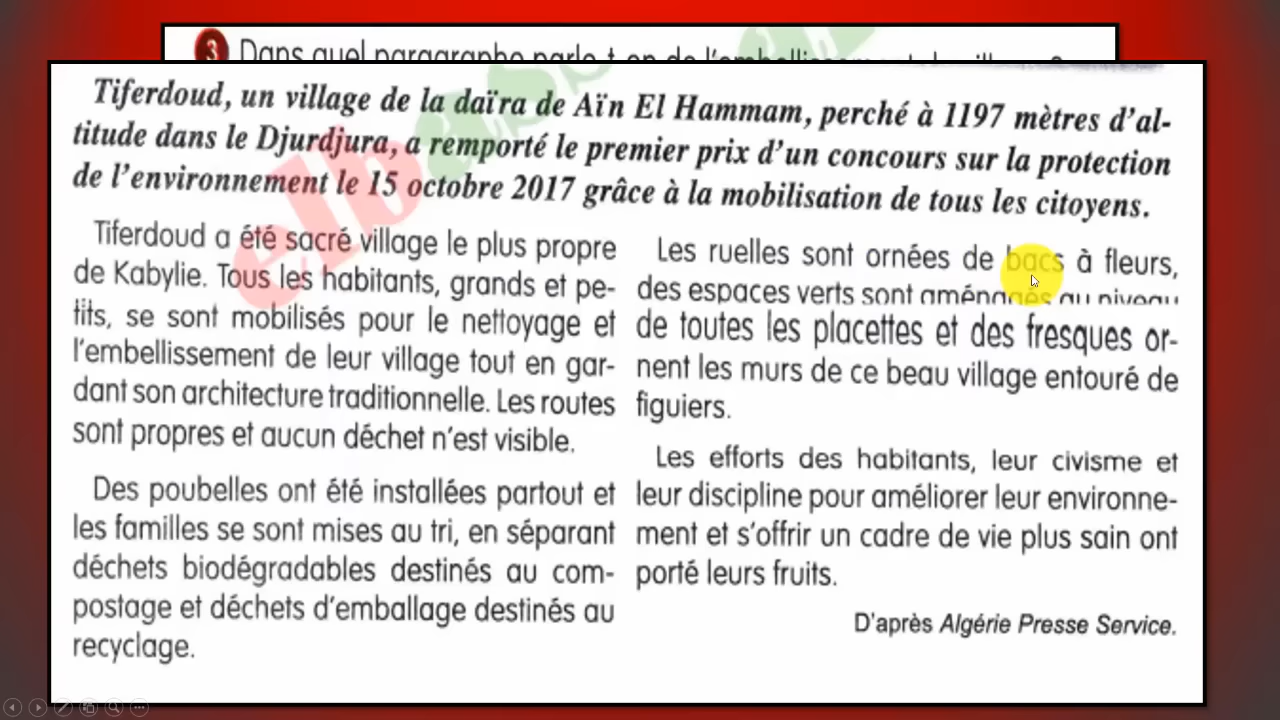 3 Dans quel paragraphe parle-t-on de l'embellissement
Tiferdoud, un village de la daïra de Aïn El Hammam, perché à 1197 mètres d'al-
titude dans le Djurdjura, a remporté le premier prix d'un concours sur la protection
de l'environnement le 15 octobre 2017 grâce à la mobilisation de tous les citoyens.
Tiferdoud a été sacré village le plus propre
de Kabylie. Tous les habitants, grands et pe-
tits, se sont mobilisés pour le nettoyage et
l'embellissement de leur village tout en gar-
dant son architecture traditionnelle. Les routes
sont propres et aucun déchet n'est visible.
Des poubelles ont été installées partout et
les familles se sont mises au tri, en séparant
déchets biodégradables destinés au com-
postage et déchets d'emballage destinés au
recyclage.
Les ruelles sont ornées de bacs à fleurs,
des espaces verts sont aménagés au niveau
de toutes les placettes et des fresques or-
nent les murs de ce beau village entouré de
figuiers.
Les efforts des habitants, leur civisme et
leur discipline pour améliorer leur environne-
ment et s'offrir un cadre de vie plus sain ont
porté leurs fruits.
D'après Algérie Presse Service.